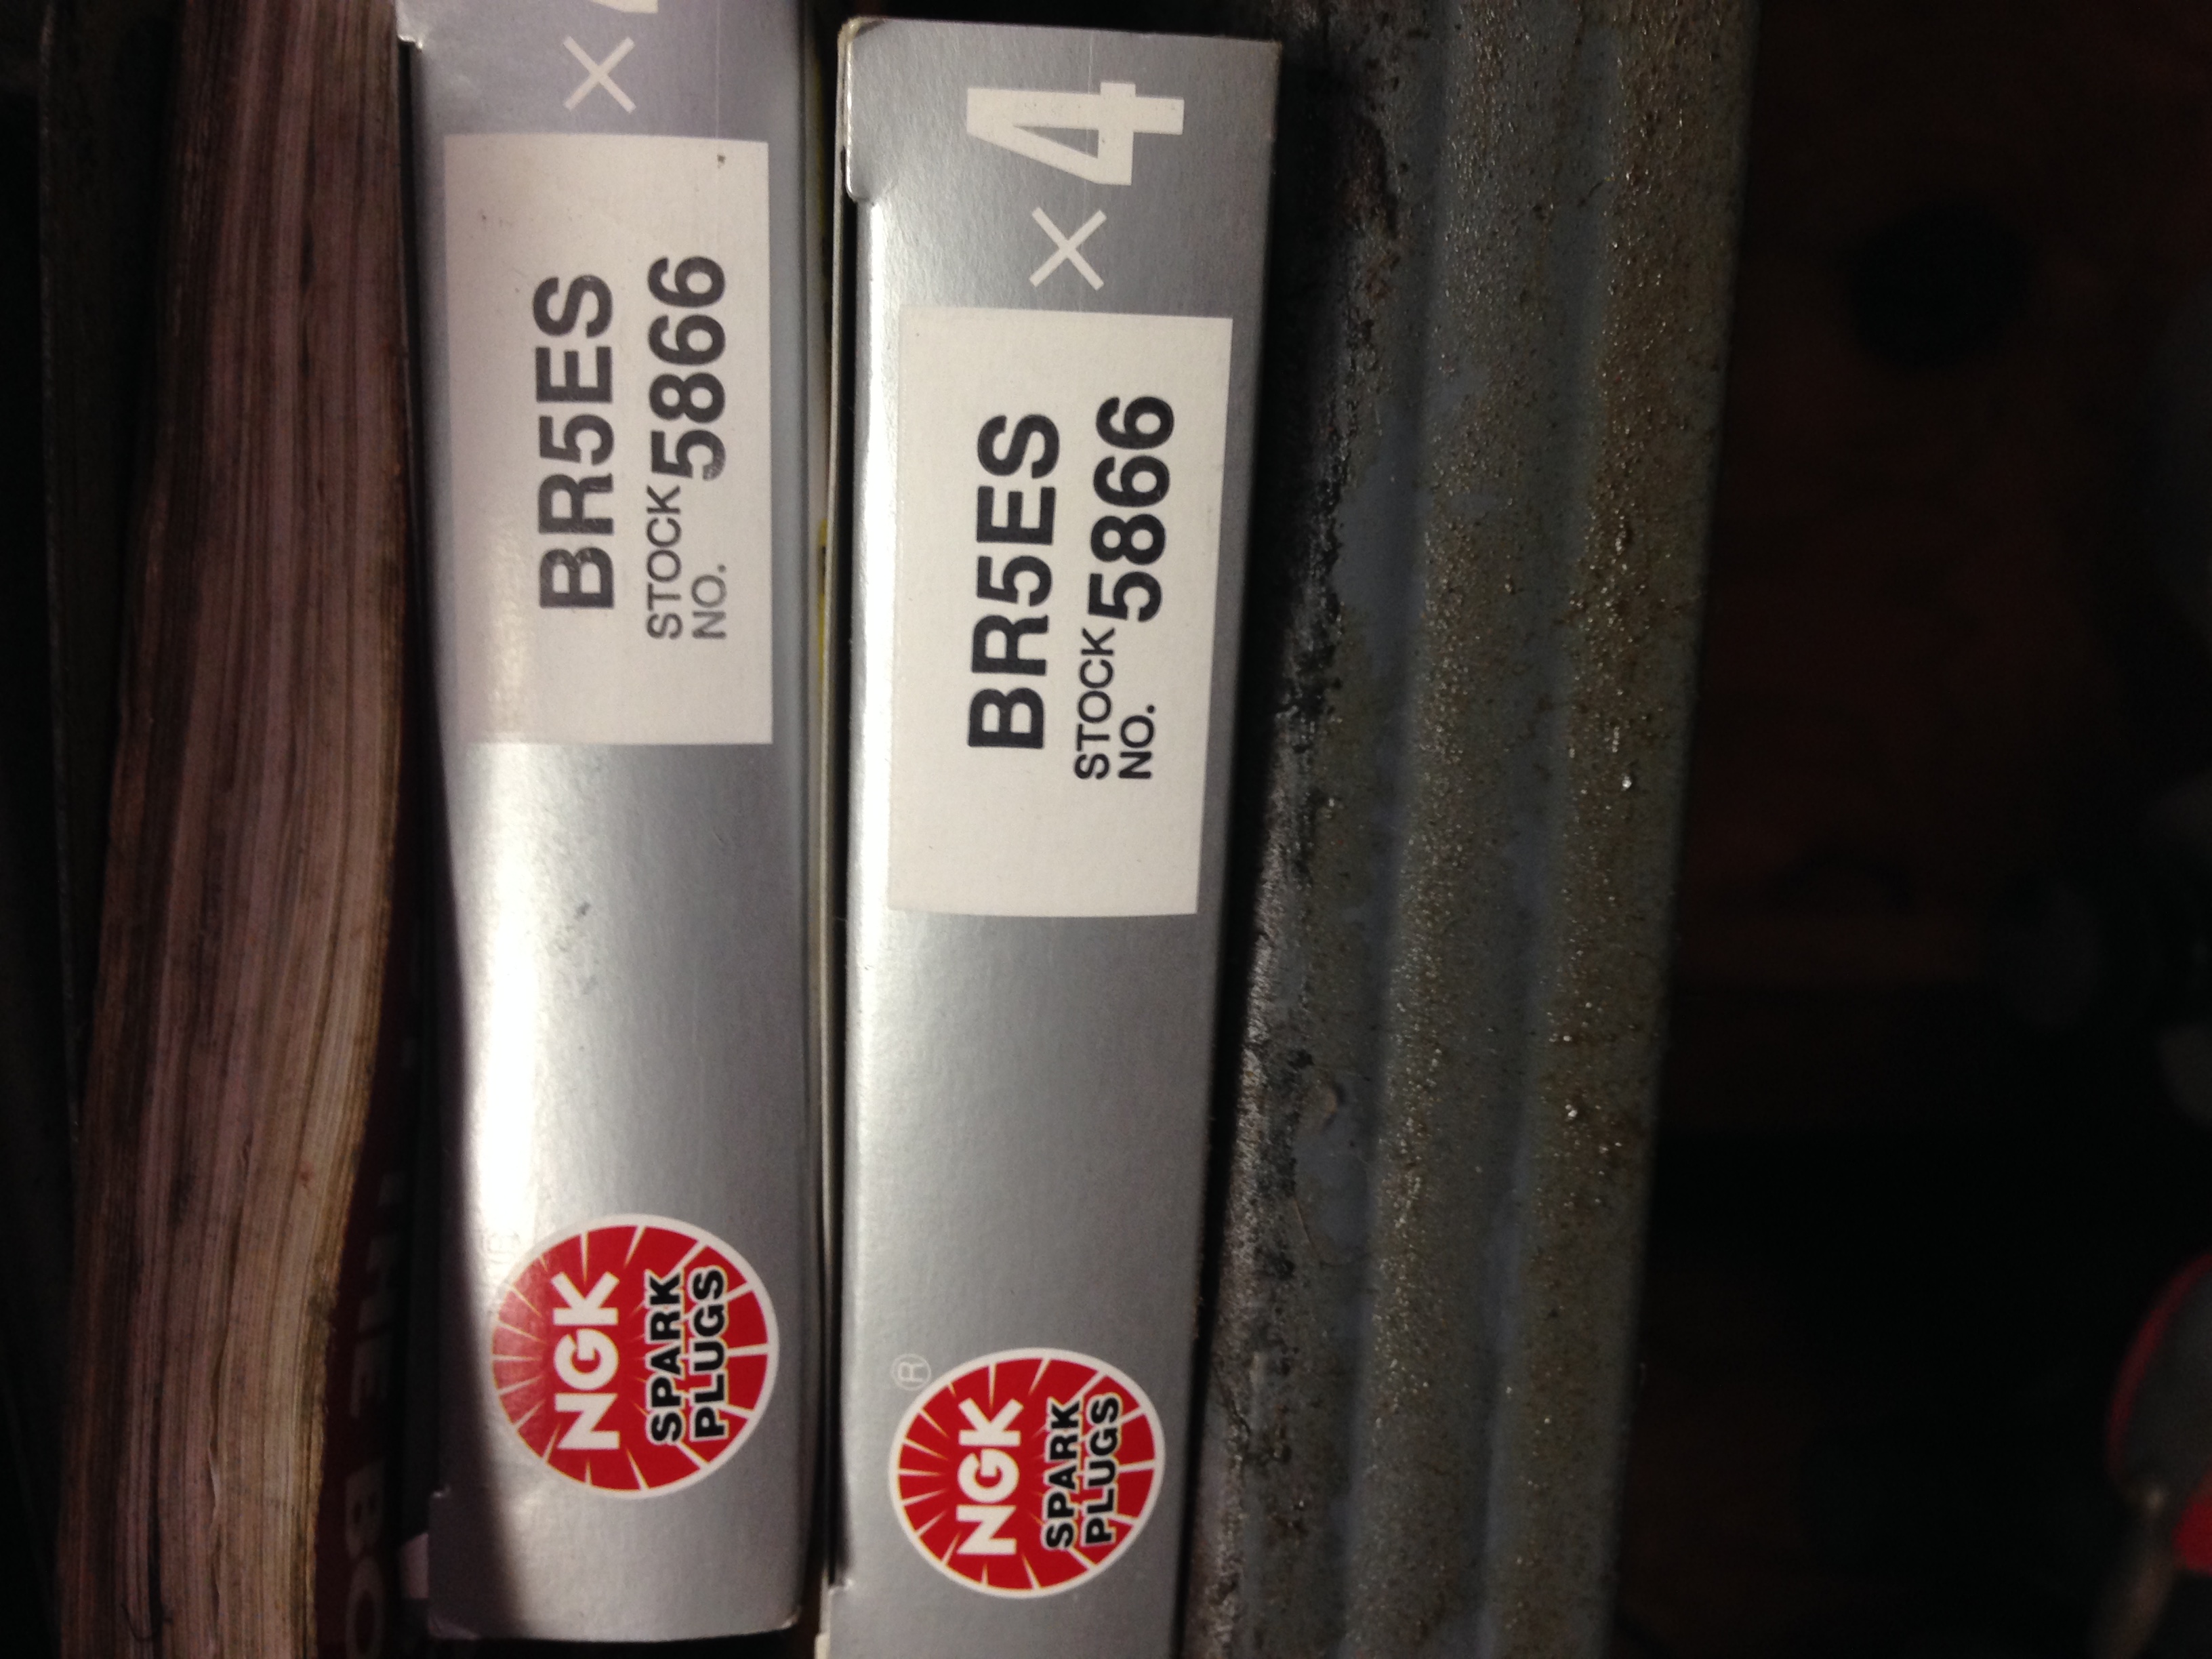 × 4
BR5ES
STOCK NO. 5866
NGK
SPARK
PLUGS
× 4
BR5ES
STOCK NO. 5866
®
NGK
SPARK
PLUGS